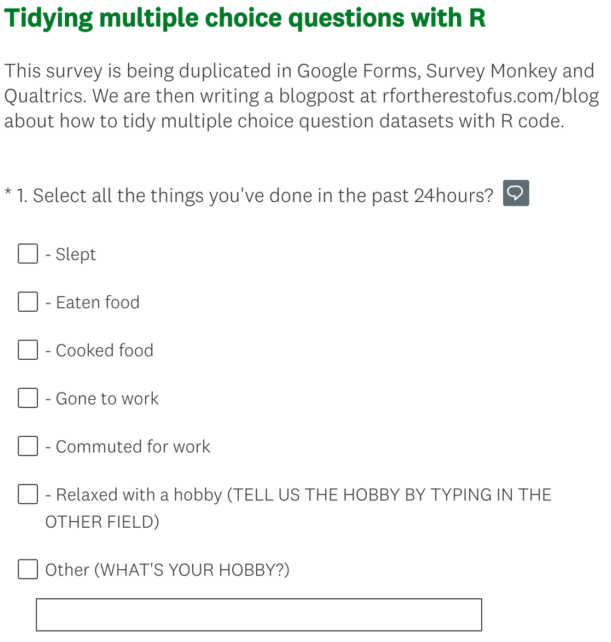 Tidying multiple choice questions with R
This survey is being duplicated in Google Forms, Survey Monkey and
Qualtrics. We are then writing a blogpost at rfortherestofus.com/blog
about how to tidy multiple choice question datasets with R code.
* 1. Select all the things you've done in the past 24hours?
- Slept
- Eaten food
- Cooked food
- Gone to work
- Commuted for work
- Relaxed with a hobby (TELL US THE HOBBY BY TYPING IN THE
OTHER FIELD)
Other (WHAT'S YOUR HOBBY?)